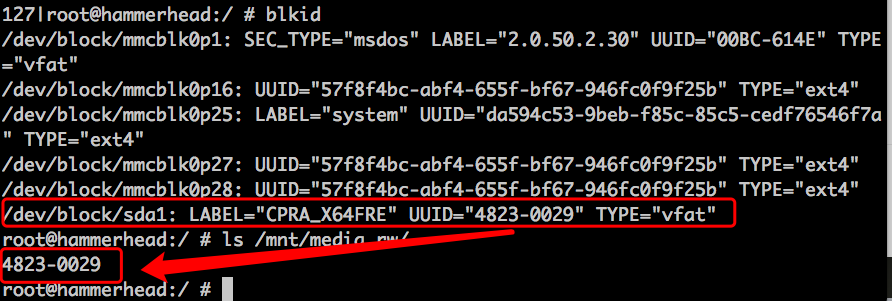 127|root@hammerhead:/ # blkid
/dev/block/mmcblk0p1: SEC_TYPE="msdos" LABEL="2.0.50.2.30" UUID="00BC-614E" TYPE
="vfat"
/dev/block/mmcblk0p16: UUID="57f8f4bc-abf4-655f-bf67-946fc0f9f25b" TYPE="ext4"
/dev/block/mmcblk0p25: LABEL="system" UUID="da594c53-9beb-f85c-85c5-cedf76546f7a
" TYPE="ext4"
/dev/block/mmcblk0p27: UUID="57f8f4bc-abf4-655f-bf67-946fc0f9f25b" TYPE="ext4"
/dev/block/mmcblk0p28: UUID="57f8f4bc-abf4-655f-bf67-946fc0f9f25b" TYPE="ext4"
/dev/block/sda1: LABEL="CPRA_X64FRE" UUID="4823-0029" TYPE="vfat"
root@hammerhead:/ # ls /mnt/media_rw/
4823-0029
root@hammerhead:/ #